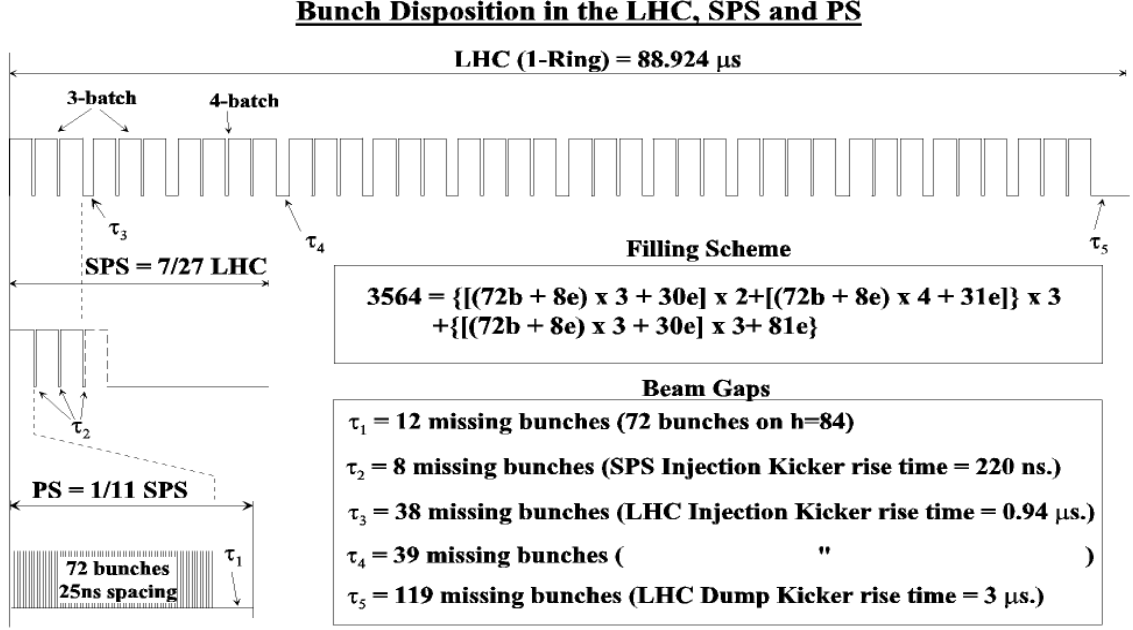 Bunch Disposition in the LHC, SPS and PS
LHC (1-Ring) = 88.924 μs
3-batch
4-batch
τ3
τ4
τ5
SPS = 7/27 LHC
Filling Scheme
3564 = {[(72b + 8e) x 3 + 30e] x 2+[(72b + 8e) x 4 + 31e]} x 3
+{[(72b + 8e) x 3 + 30e] x 3+ 81e}
τ2
Beam Gaps
τ1 = 12 missing bunches (72 bunches on h=84)
τ2 = 8 missing bunches (SPS Injection Kicker rise time = 220 ns.)
τ3 = 38 missing bunches (LHC Injection Kicker rise time = 0.94 μs.)
τ4 = 39 missing bunches ( " )
τ5 = 119 missing bunches (LHC Dump Kicker rise time = 3 μs.)
PS = 1/11 SPS
τ1
72 bunches
25ns spacing